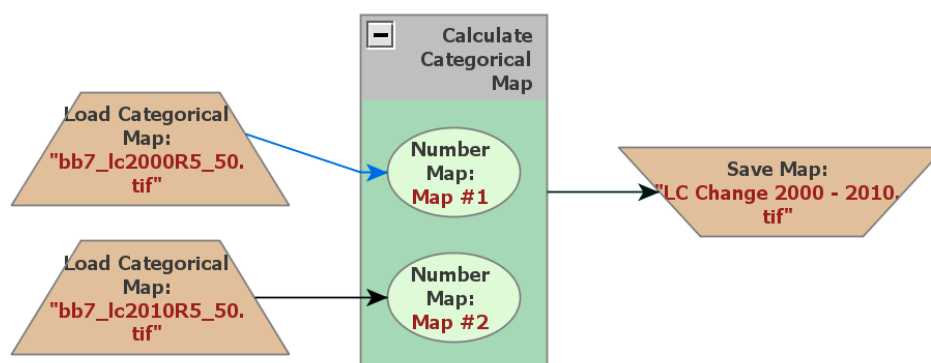 Calculate
Categorical
Map
Load Categorical
Map:
"bb7_lc2000R5_50.
tif"
Number
Map:
Map #1
Save Map:
"LC Change 2000 - 2010.
tif"
Load Categorical
Map:
"bb7_lc2010R5_50.
tif"
Number
Map:
Map #2